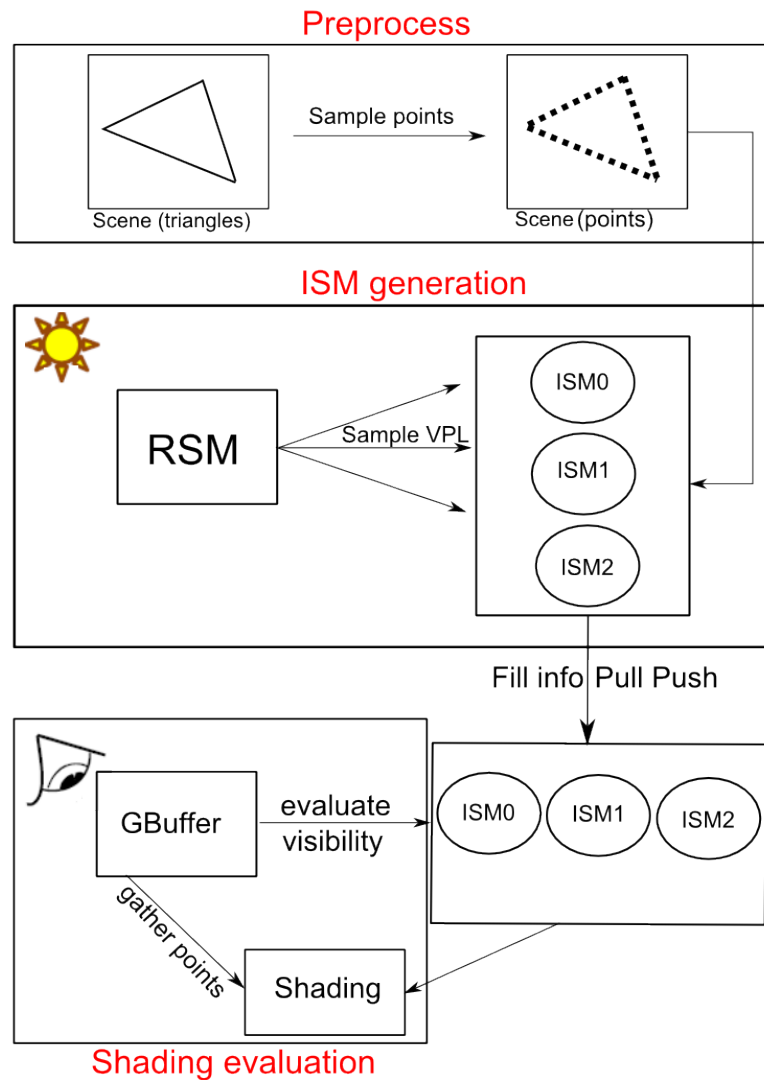 Preprocess
Sample points
Scene (triangles)
Scene (points)
ISM generation
RSM
Sample VPL
ISM0
ISM1
ISM2
Fill info Pull Push
GBuffer
evaluate
visibility
ISM0
ISM1
ISM2
gather points
Shading
Shading evaluation